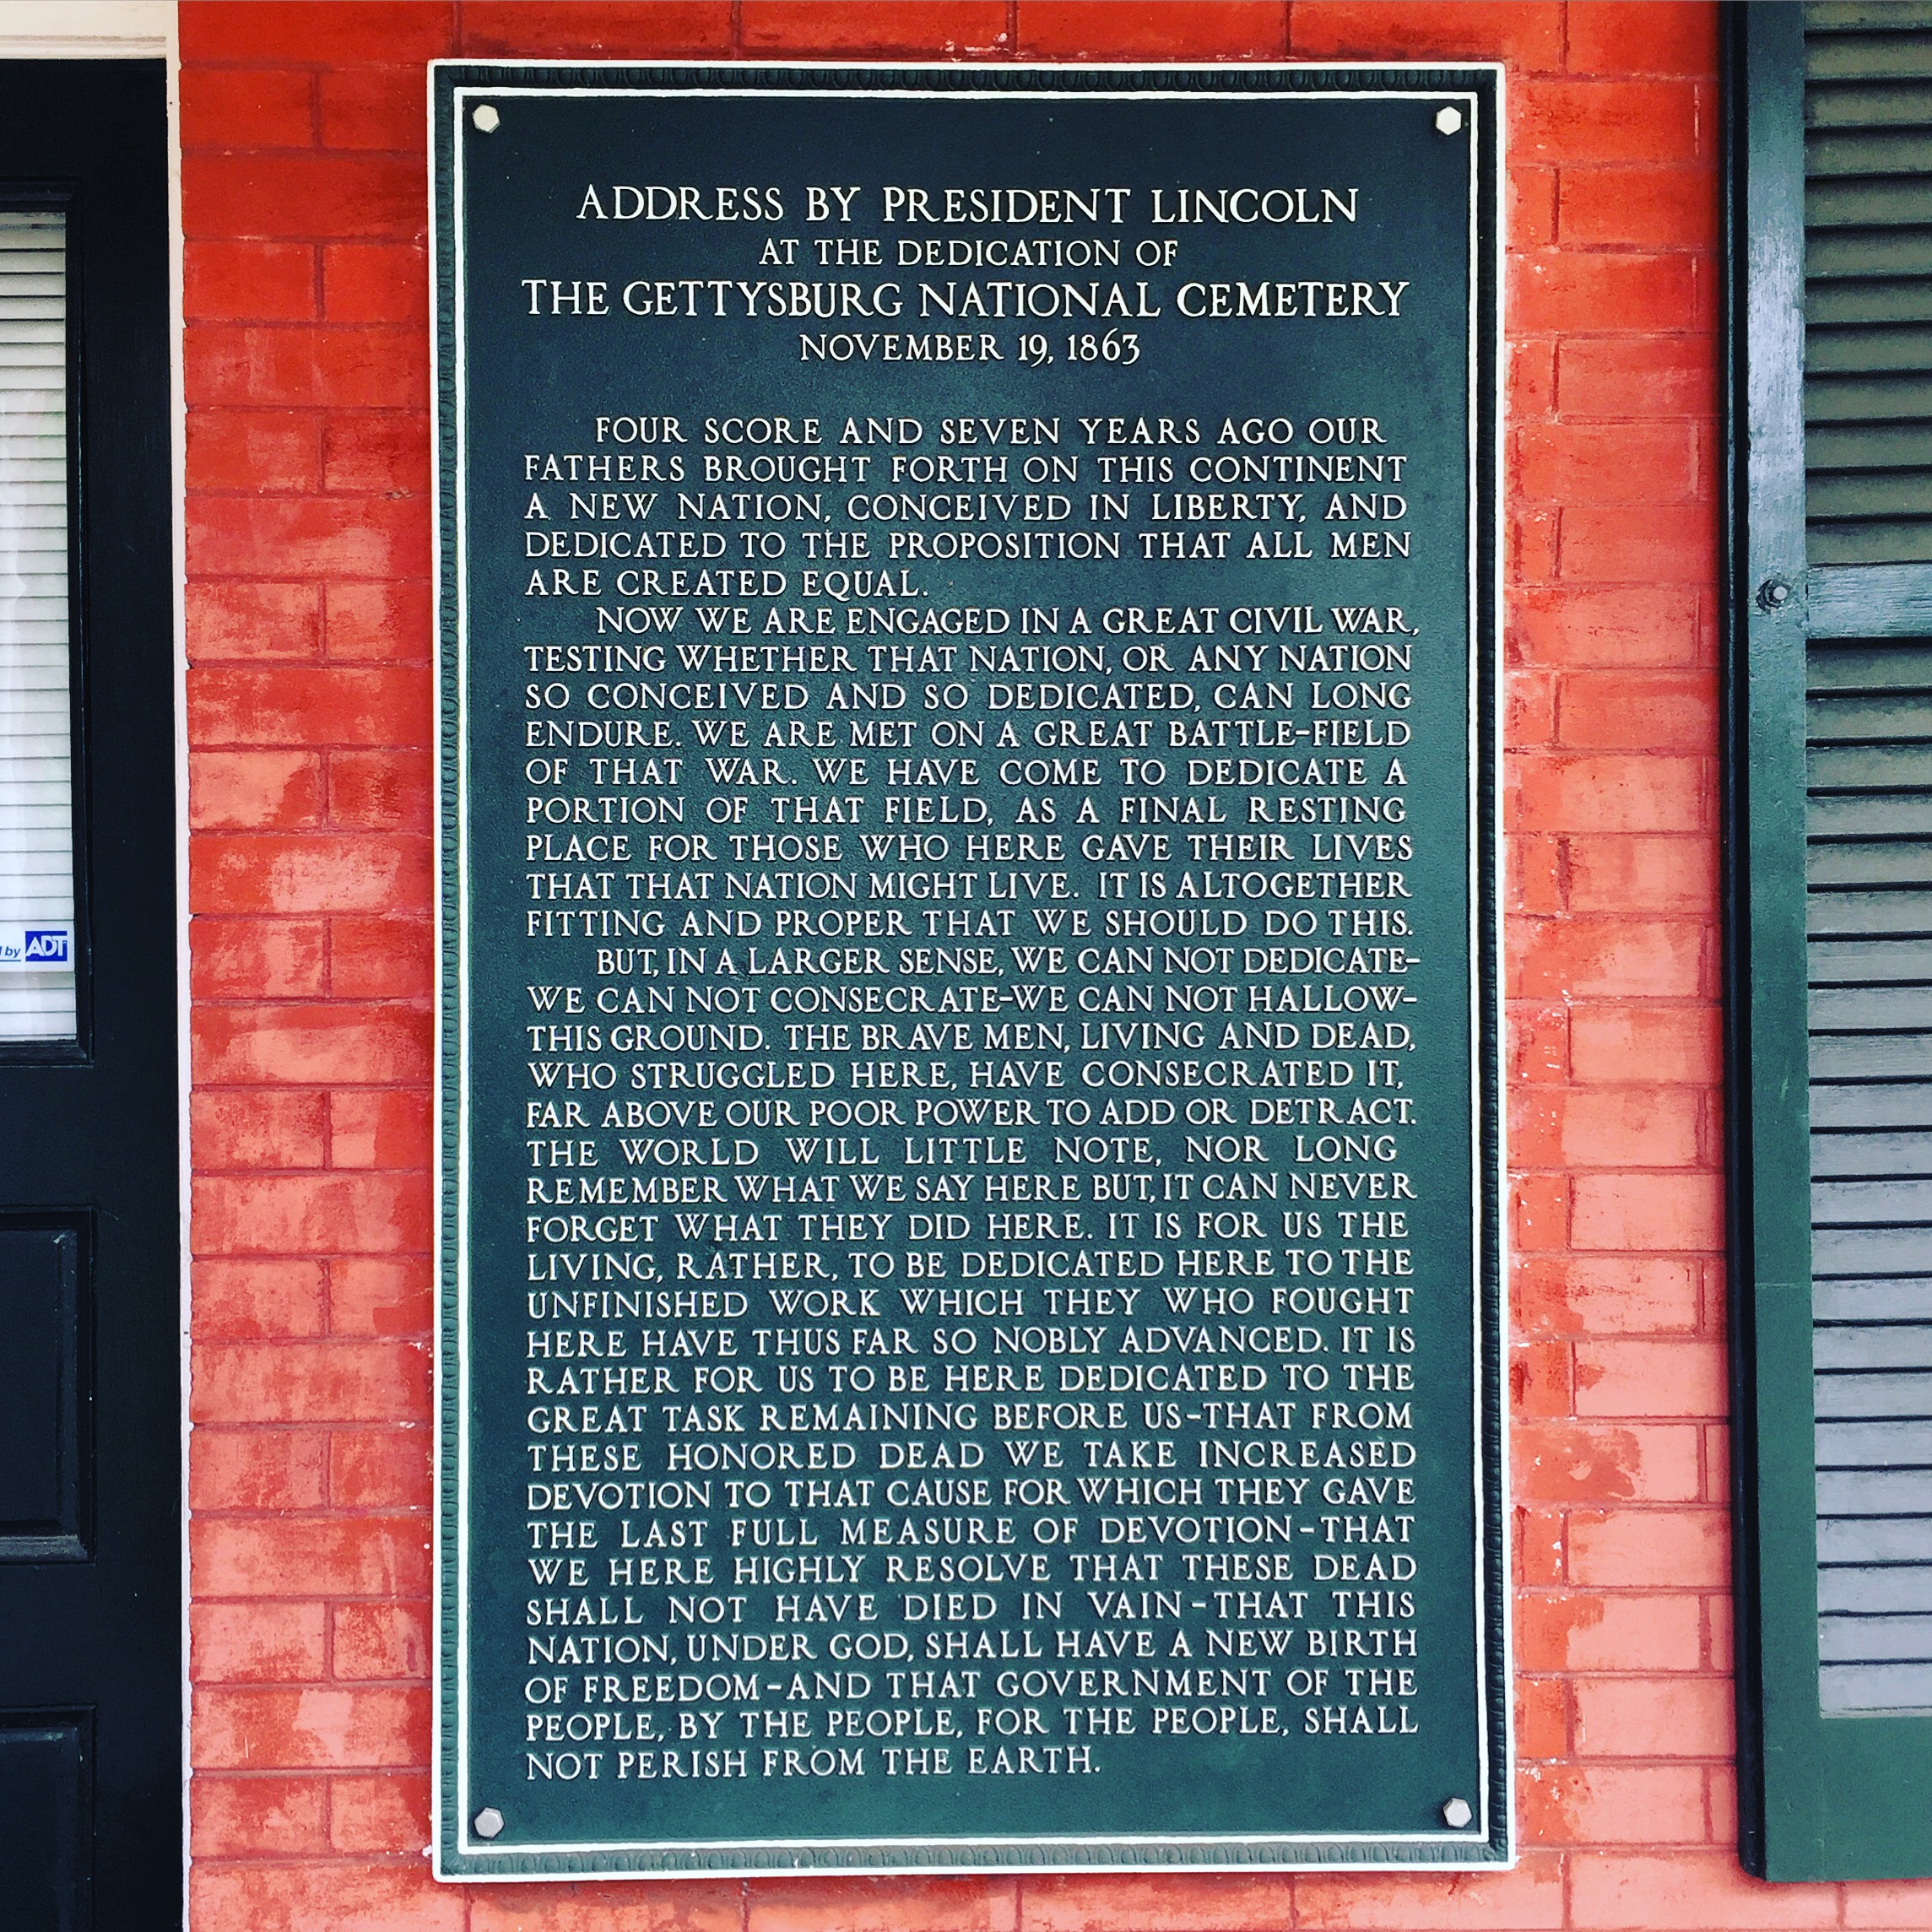 ADDRESS BY PRESIDENT LINCOLN
AT THE DEDICATION OF
THE GETTYSBURG NATIONAL CEMETERY
NOVEMBER 19, 1863
FOUR SCORE AND SEVEN YEARS AGO OUR
FATHERS BROUGHT FORTH ON THIS CONTINENT
A NEW NATION, CONCEIVED IN LIBERTY, AND
DEDICATED TO THE PROPOSITION THAT ALL MEN
ARE CREATED EQUAL.
NOW WE ARE ENGAGED IN A GREAT CIVIL WAR,
TESTING WHETHER THAT NATION, OR ANY NATION
SO CONCEIVED AND SO DEDICATED, CAN LONG
ENDURE. WE ARE MET ON A GREAT BATTLE-FIELD
OF THAT WAR. WE HAVE COME TO DEDICATE A
PORTION OF THAT FIELD, AS A FINAL RESTING
PLACE FOR THOSE WHO HERE GAVE THEIR LIVES
THAT THAT NATION MIGHT LIVE. IT IS ALTOGETHER
FITTING AND PROPER THAT WE SHOULD DO THIS.
BUT, IN A LARGER SENSE, WE CAN NOT DEDICATE-
WE CAN NOT CONSECRATE-WE CAN NOT HALLOW-
THIS GROUND. THE BRAVE MEN, LIVING AND DEAD,
WHO STRUGGLED HERE, HAVE CONSECRATED IT,
FAR ABOVE OUR POOR POWER TO ADD OR DETRACT.
THE WORLD WILL LITTLE NOTE, NOR LONG
REMEMBER WHAT WE SAY HERE BUT, IT CAN NEVER
FORGET WHAT THEY DID HERE. IT IS FOR US THE
LIVING, RATHER, TO BE DEDICATED HERE TO THE
UNFINISHED WORK WHICH THEY WHO FOUGHT
HERE HAVE THUS FAR SO NOBLY ADVANCED. IT IS
RATHER FOR US TO BE HERE DEDICATED TO THE
GREAT TASK REMAINING BEFORE US-THAT FROM
THESE HONORED DEAD WE TAKE INCREASED
DEVOTION TO THAT CAUSE FOR WHICH THEY GAVE
THE LAST FULL MEASURE OF DEVOTION-THAT
WE HERE HIGHLY RESOLVE THAT THESE DEAD
SHALL NOT HAVE DIED IN VAIN-THAT THIS
NATION, UNDER GOD, SHALL HAVE A NEW BIRTH
OF FREEDOM-AND THAT GOVERNMENT OF THE
PEOPLE, BY THE PEOPLE, FOR THE PEOPLE, SHALL
NOT PERISH FROM THE EARTH.
by ADT